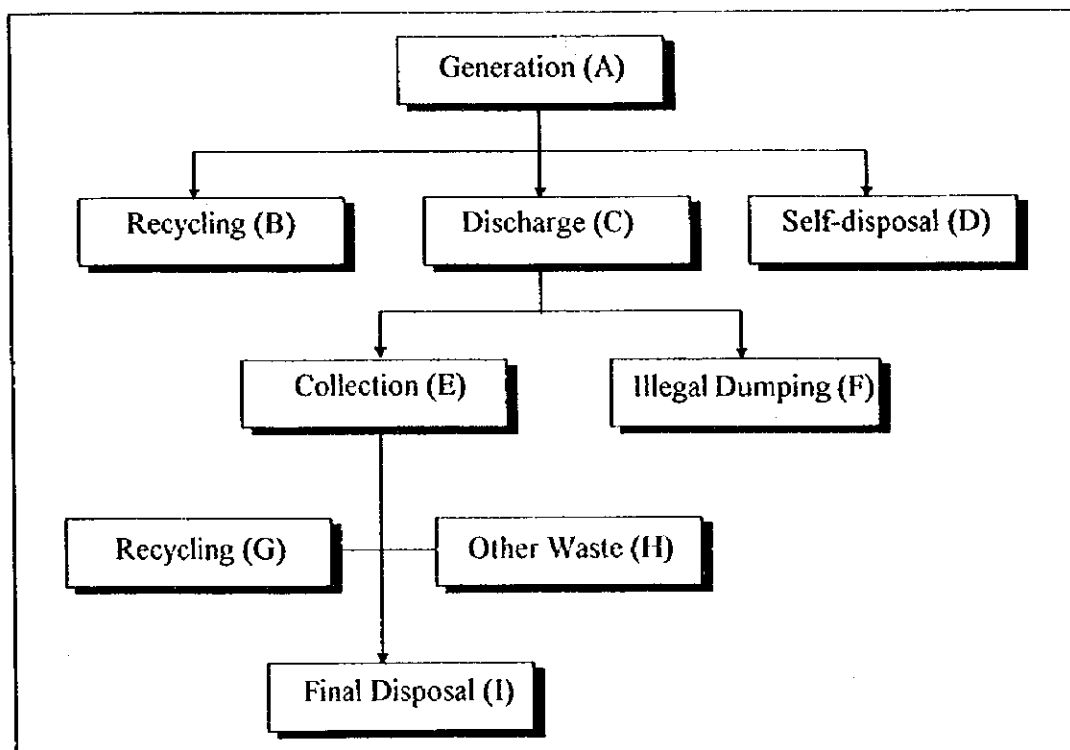 Generation (A)
Recycling (B)
Discharge (C)
Self-disposal (D)
Collection (E)
Illegal Dumping (F)
Recycling (G)
Other Waste (H)
Final Disposal (I)